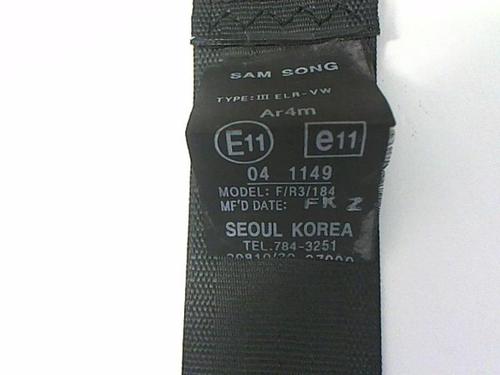 SAM SONG
TYPE:III ELR-VW
Ar4m
E11 e11
04 1149
MODEL: F/R3/184
MF'D DATE: FK Z
SEOUL KOREA
TEL.784-3251